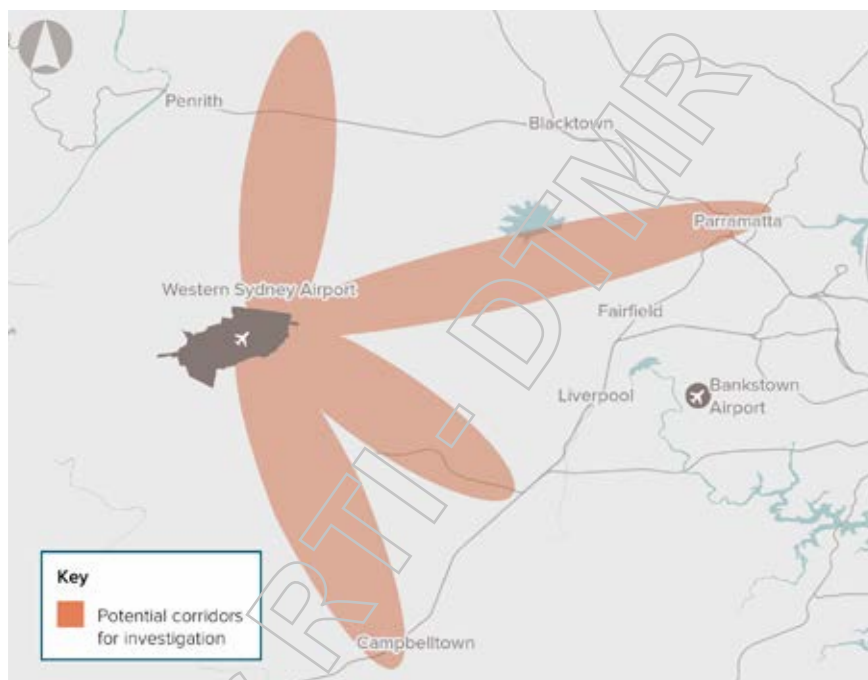 Penrith
Blacktown
Parramatta
Western Sydney Airport
Fairfield
Liverpool
Bankstown
Airport
Campbelltown
Key
Potential corridors
for investigation
RTI - DTMR